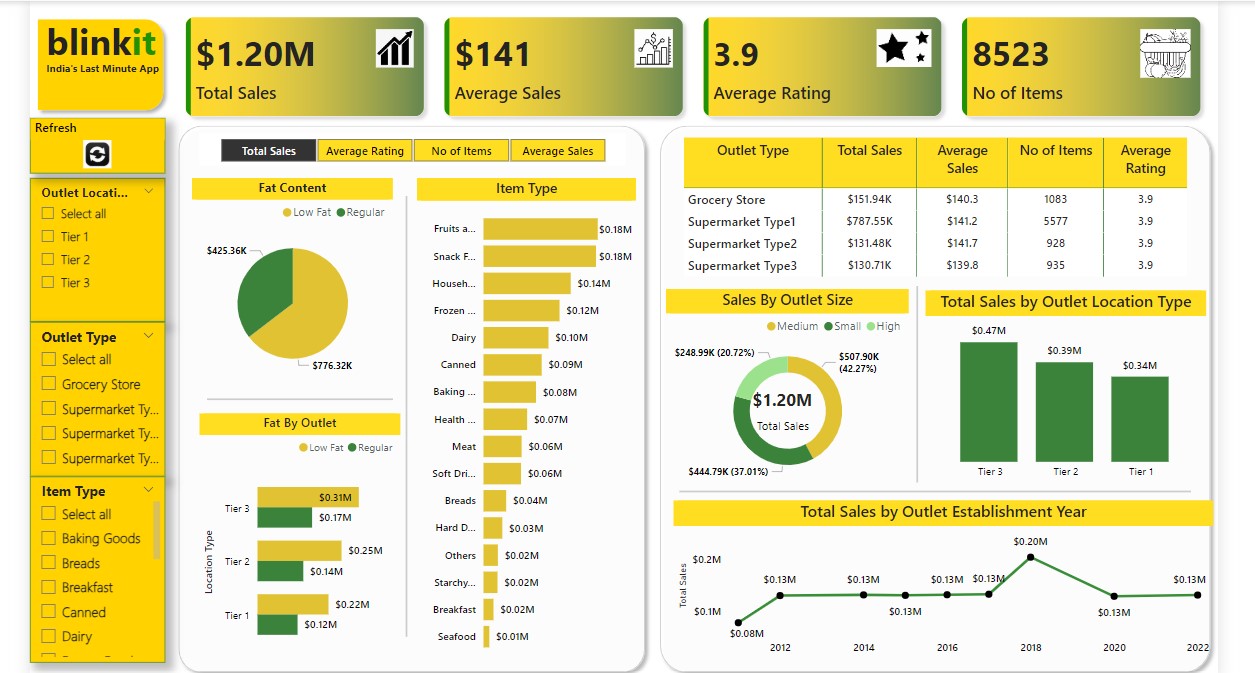 blinkit
India's Last Minute App
$1.20M
Total Sales
$141
Average Sales
3.9
Average Rating
8523
No of Items
Refresh
Outlet Locati...
Select all
Tier 1
Tier 2
Tier 3
Outlet Type
Select all
Grocery Store
Supermarket Ty...
Supermarket Ty...
Supermarket Ty...
Item Type
Select all
Baking Goods
Breads
Breakfast
Canned
Dairy
Total Sales Average Rating No of Items Average Sales
Fat Content
Low Fat Regular
$425.36K
$776.32K
Fat By Outlet
Low Fat Regular
Location Type
Tier 3 $0.31M
$0.17M
Tier 2 $0.25M
$0.14M
Tier 1 $0.22M
$0.12M
Item Type
Fruits a... $0.18M
Snack F... $0.18M
Househ... $0.14M
Frozen ... $0.12M
Dairy $0.10M
Canned $0.09M
Baking ... $0.08M
Health ... $0.07M
Meat $0.06M
Soft Dri... $0.06M
Breads $0.04M
Hard D... $0.03M
Others $0.02M
Starchy... $0.02M
Breakfast $0.02M
Seafood $0.01M
Outlet Type Total Sales Average Sales No of Items Average Rating
Grocery Store $151.94K $140.3 1083 3.9
Supermarket Type1 $787.55K $141.2 5577 3.9
Supermarket Type2 $131.48K $141.7 928 3.9
Supermarket Type3 $130.71K $139.8 935 3.9
Sales By Outlet Size
Medium Small High
$248.99K (20.72%)
$507.90K
(42.27%)
$1.20M
Total Sales
$444.79K (37.01%)
Total Sales by Outlet Location Type
$0.47M
$0.39M
$0.34M
Tier 3 Tier 2 Tier 1
Total Sales by Outlet Establishment Year
Total Sales
$0.2M
$0.1M
$0.08M
$0.13M
$0.13M
$0.13M
$0.13M
$0.13M
$0.20M
$0.13M
$0.13M
2012 2014 2016 2018 2020 2022